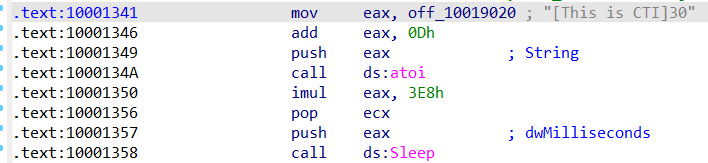 .text:10001341 mov eax, off_10019020 ; "[This is CTI]30"
.text:10001346 add eax, 0Dh
.text:10001349 push eax ; String
.text:1000134A call ds:atoi
.text:10001350 imul eax, 3E8h
.text:10001356 pop ecx
.text:10001357 push eax ; dwMilliseconds
.text:10001358 call ds:Sleep